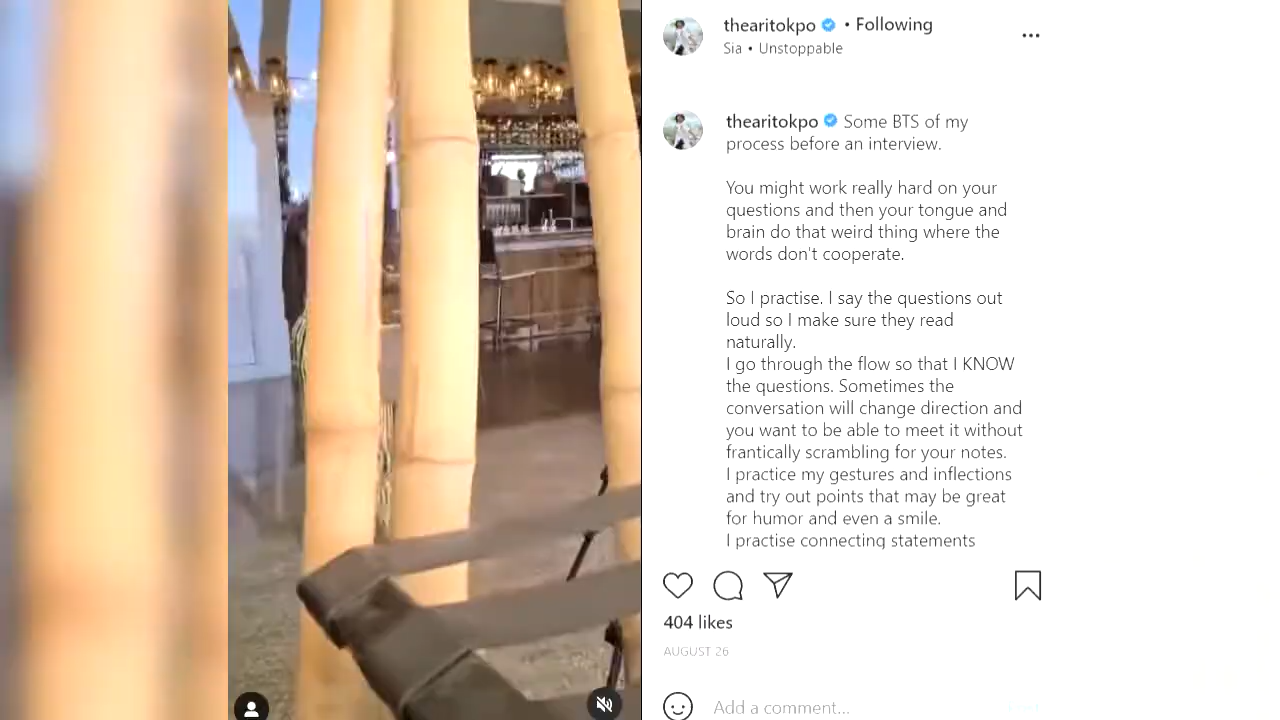 thearitokpo • Following
Sia • Unstoppable
thearitokpo Some BTS of my
process before an interview.
You might work really hard on your
questions and then your tongue and
brain do that weird thing where the
words don't cooperate.
So I practise. I say the questions out
loud so I make sure they read
naturally.
I go through the flow so that I KNOW
the questions. Sometimes the
conversation will change direction and
you want to be able to meet it without
frantically scrambling for your notes.
I practice my gestures and inflections
and try out points that may be great
for humor and even a smile.
I practise connecting statements
404 likes
AUGUST 26
Add a comment...